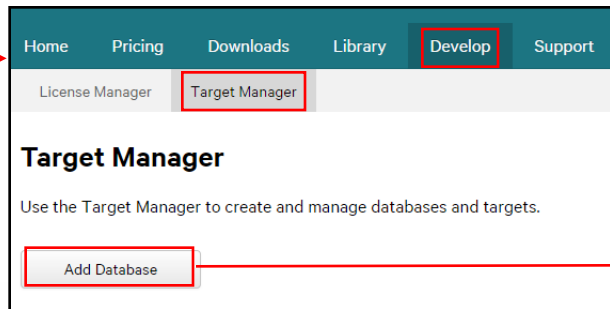 Home Pricing Downloads Library Develop Support
License Manager Target Manager
Target Manager
Use the Target Manager to create and manage databases and targets.
Add Database